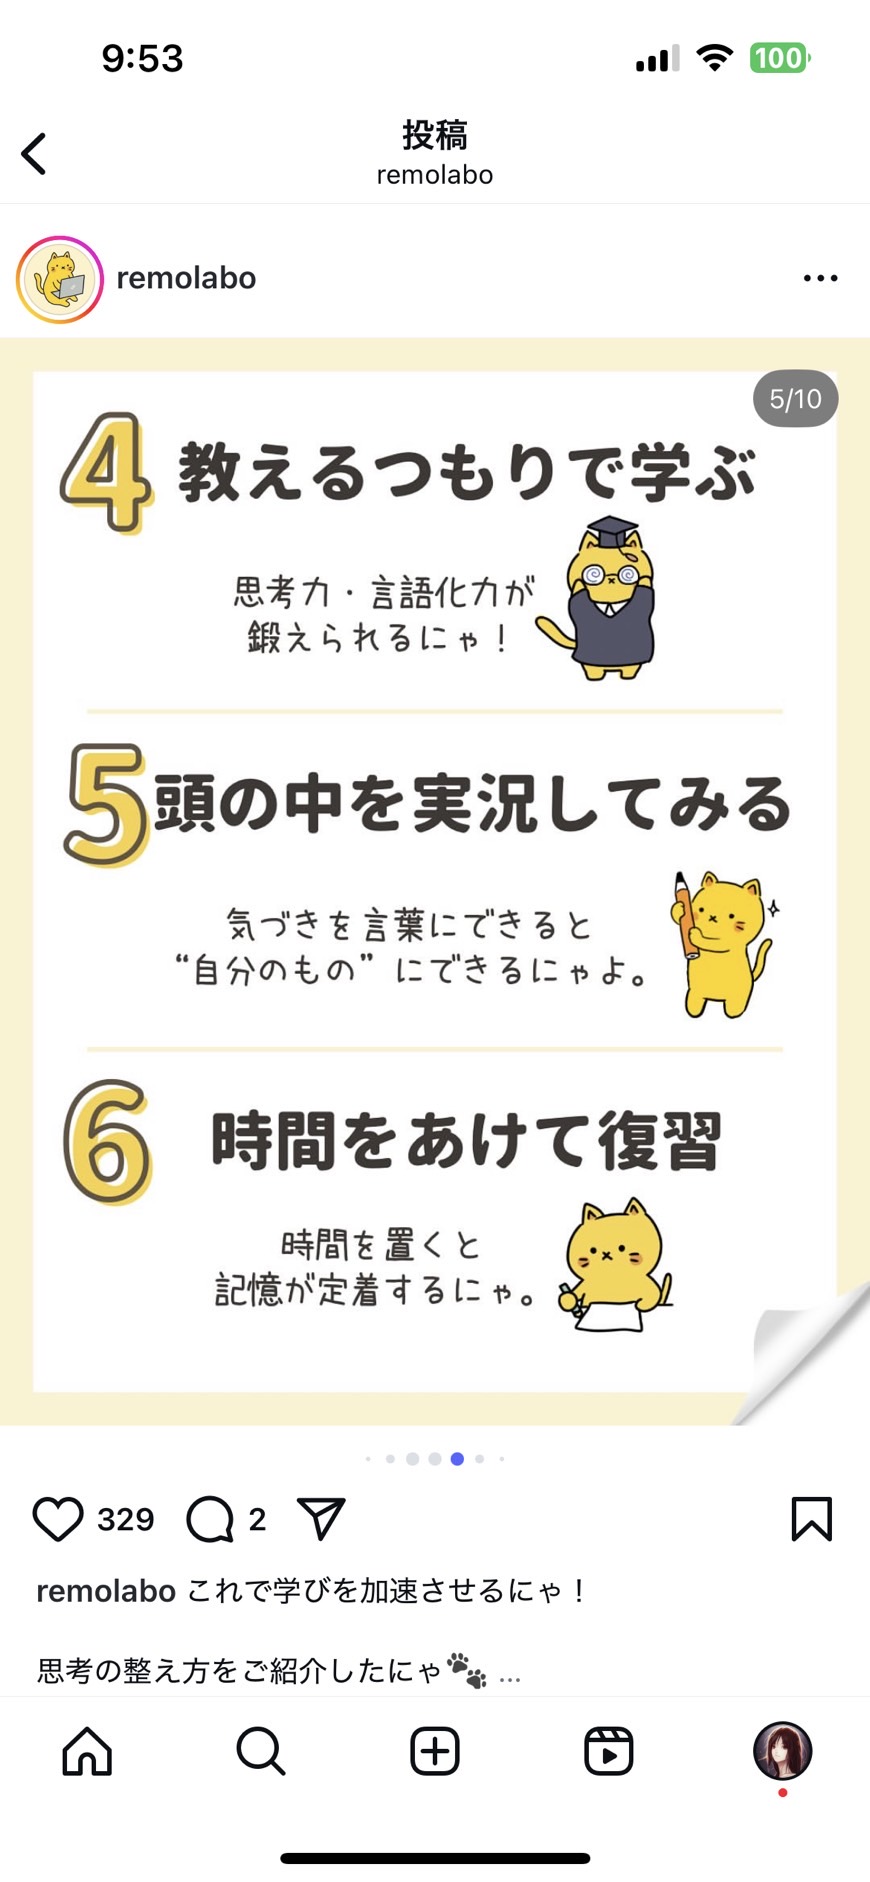 9:53
100
投稿
remolabo
remolabo
5/10
4 教えるつもりで学ぶ
思考力・言語化力が
鍛えられるにゃ！
5 頭の中を実況してみる
気づきを言葉にできると
“自分のもの” にできるにゃよ。
6 時間をあけて復習
時間を置くと
記憶が定着するにゃ。
329 2
remolabo これで学びを加速させるにゃ！
思考の整え方をご紹介したにゃ🐾 ...